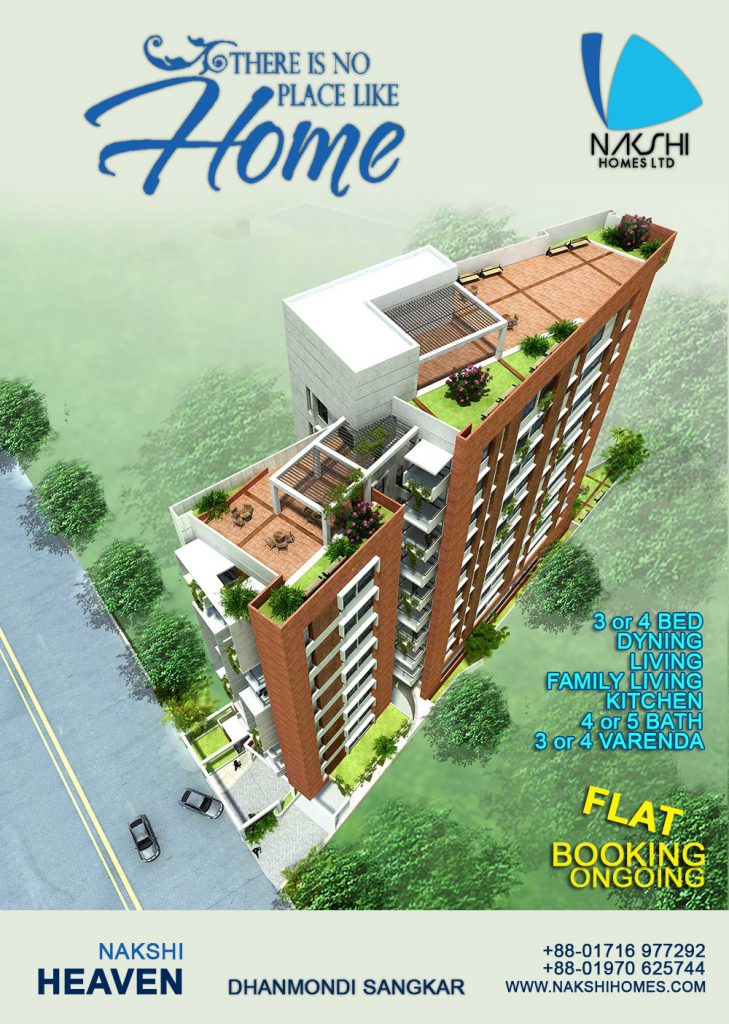 THERE IS NO
PLACE LIKE
Home
NAKSHI
HOMES LTD
3 or 4 BED
DYNING
LIVING
FAMILY LIVING
KITCHEN
4 or 5 BATH
3 or 4 VARENDA
FLAT
BOOKING
ONGOING
NAKSHI
HEAVEN
DHANMONDI SANGKAR
+88-01716 977292
+88-01970 625744
WWW.NAKSHIHOMES.COM